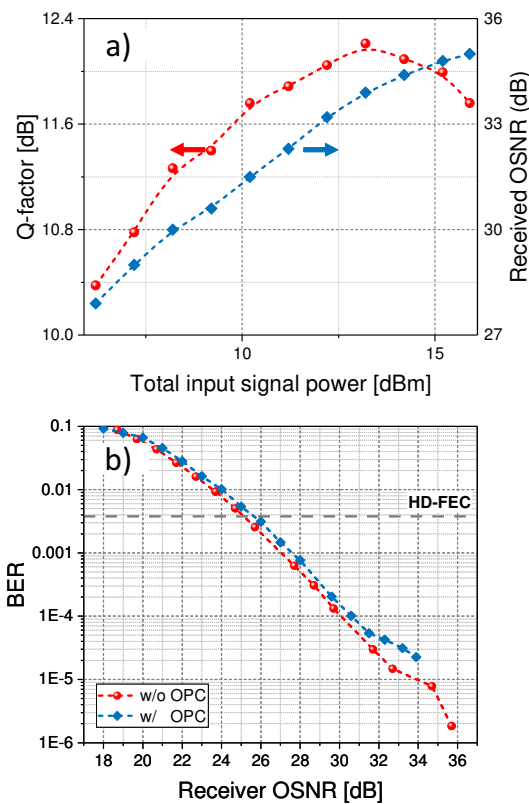 a)
12.4
11.6
10.8
10.0
Q-factor [dB]
36
33
30
27
Received OSNR (dB)
10
15
Total input signal power [dBm]
b)
0.1
0.01
0.001
1E-4
1E-5
1E-6
BER
HD-FEC
w/o OPC
w/ OPC
18 20 22 24 26 28 30 32 34 36
Receiver OSNR [dB]